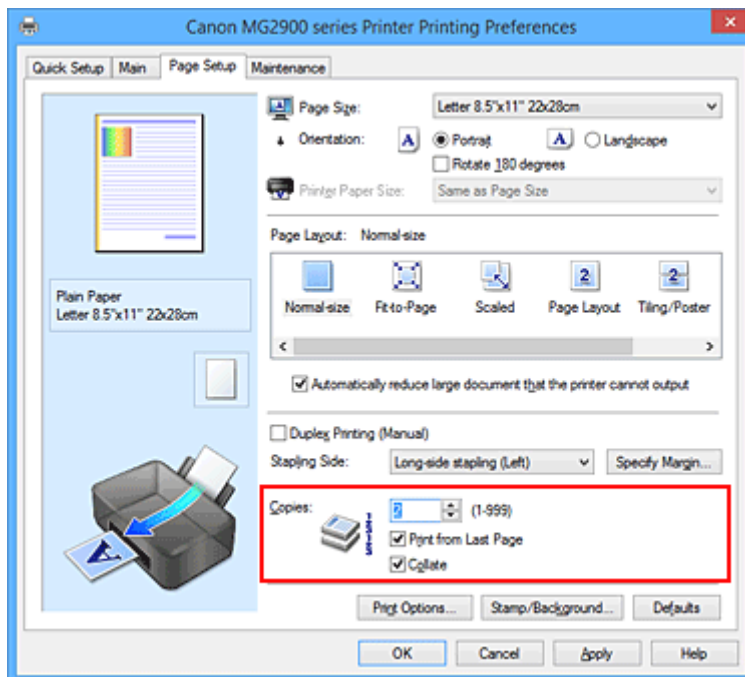 Canon MG2900 series Printer Printing Preferences
Quick Setup Main Page Setup Maintenance
Page Size: Letter 8.5"x11" 22x28cm
Orientation: A Portrait A Landscape
Rotate 180 degrees
Printer Paper Size: Same as Page Size
Page Layout: Normal-size
Normal-size Fit-to-Page Scaled Page Layout Tiling/Poster
Plain Paper
Letter 8.5"x11" 22x28cm
Automatically reduce large document that the printer cannot output
Duplex Printing (Manual)
Stapling Side: Long-side stapling (Left) Specify Margin...
Copies: 2 (1-999)
Print from Last Page
Collate
Print Options... Stamp/Background... Defaults
OK Cancel Apply Help